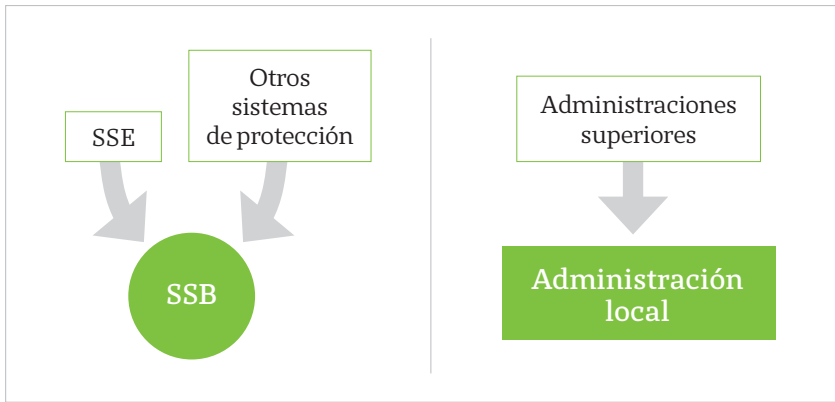 SSE
Otros
sistemas
de protección
SSB
Administraciones
superiores
Administración
local